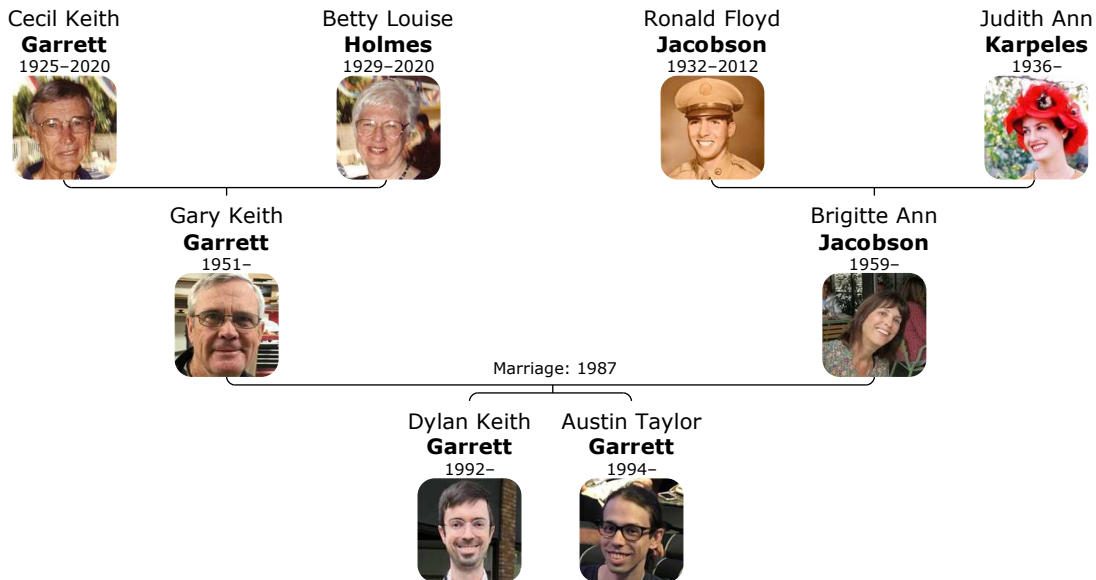 Cecil Keith
Garrett
1925–2020
Betty Louise
Holmes
1929–2020
Ronald Floyd
Jacobson
1932–2012
Judith Ann
Karpeles
1936–
Gary Keith
Garrett
1951–
Brigitte Ann
Jacobson
1959–
Marriage: 1987
Dylan Keith
Garrett
1992–
Austin Taylor
Garrett
1994–